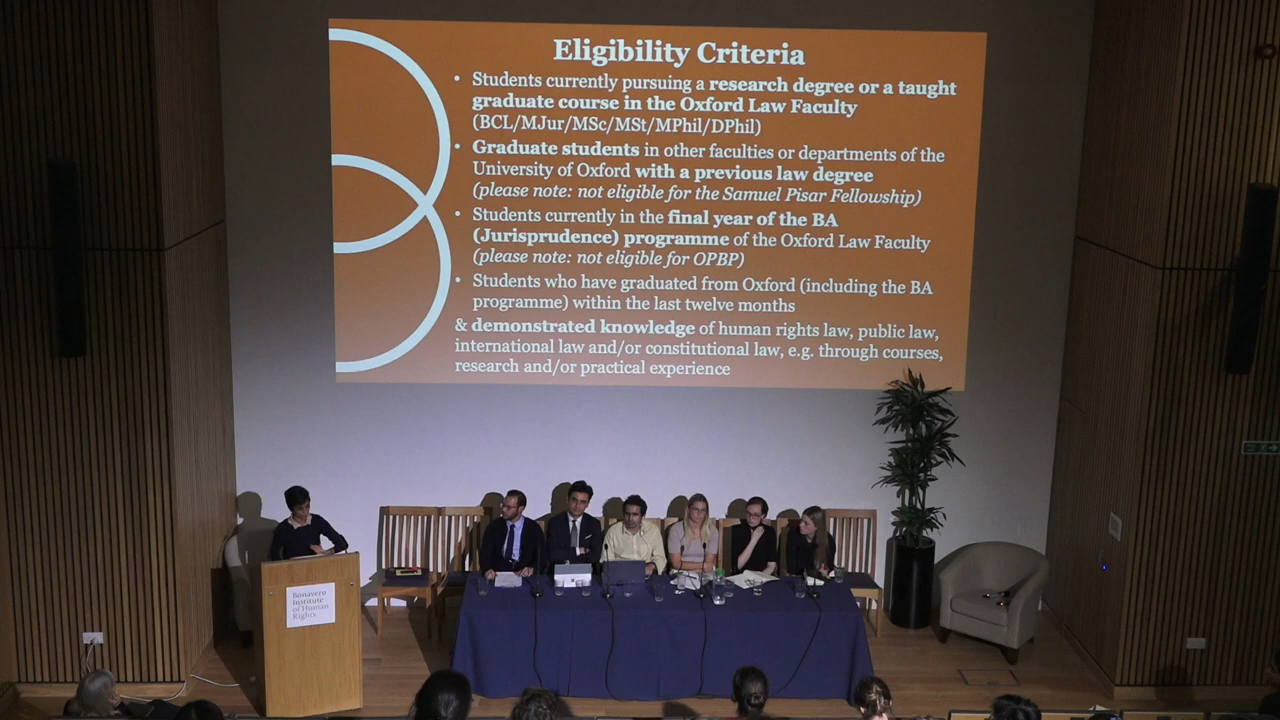 Eligibility Criteria
• Students currently pursuing a research degree or a taught
graduate course in the Oxford Law Faculty
(BCL/MJur/MSc/MSt/MPhil/DPhil)
• Graduate students in other faculties or departments of the
University of Oxford with a previous law degree
(please note: not eligible for the Samuel Pisar Fellowship)
• Students currently in the final year of the BA
(Jurisprudence) programme of the Oxford Law Faculty
(please note: not eligible for OPBP)
• Students who have graduated from Oxford (including the BA
programme) within the last twelve months
& demonstrated knowledge of human rights law, public law,
international law and/or constitutional law, e.g. through courses,
research and/or practical experience
Bonavero
Institute
of Human
Rights